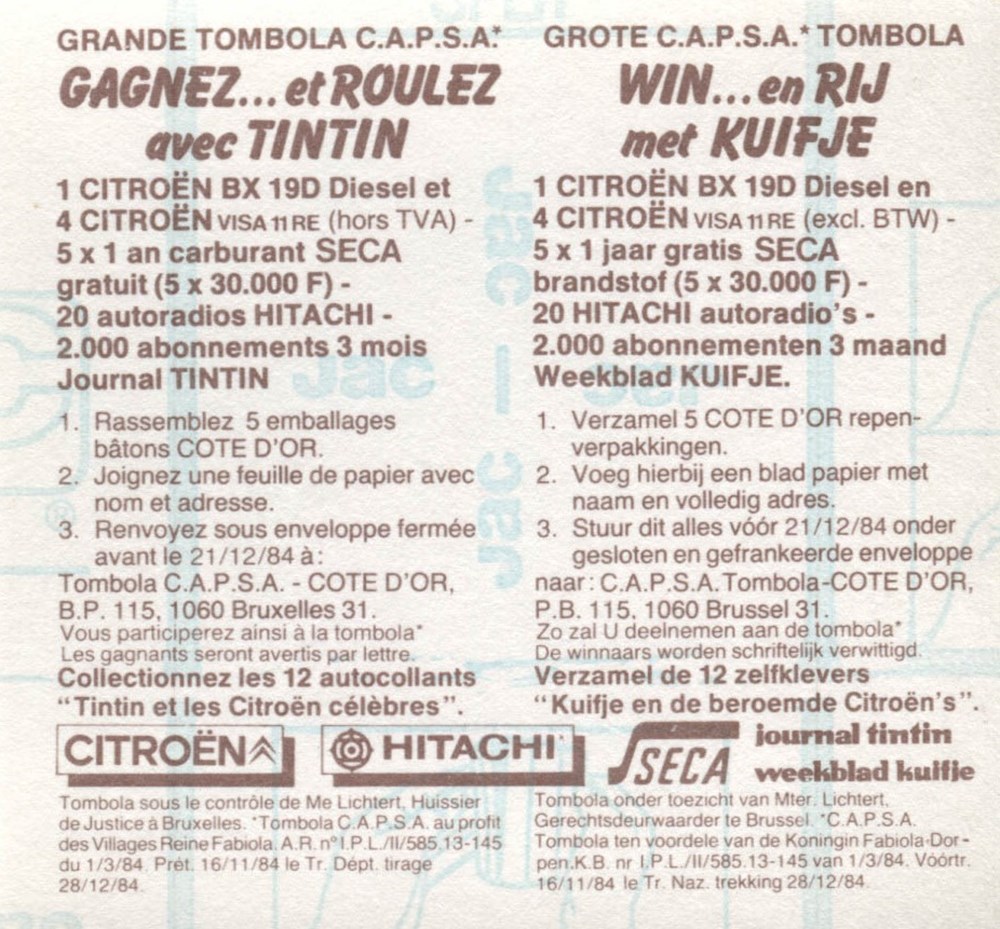 GRANDE TOMBOLA C.A.P.S.A.*
GAGNEZ... et ROULEZ
avec TINTIN
1 CITROËN BX 19D Diesel et
4 CITROËN VISA 11 RE (hors TVA) -
5 x 1 an carburant SECA
gratuit (5 x 30.000 F) -
20 autoradios HITACHI -
2.000 abonnements 3 mois
Journal TINTIN
1. Rassemblez 5 emballages
bâtons COTE D'OR.
2. Joignez une feuille de papier avec
nom et adresse.
3. Renvoyez sous enveloppe fermée
avant le 21/12/84 à:
Tombola C.A.P.S.A. - COTE D'OR,
B.P. 115, 1060 Bruxelles 31.
Vous participerez ainsi à la tombola*
Les gagnants seront avertis par lettre.
Collectionnez les 12 autocollants
"Tintin et les Citroën célèbres".
GROTE C.A.P.S.A.* TOMBOLA
WIN... en RIJ
met KUIFJE
1 CITROËN BX 19D Diesel en
4 CITROËN VISA 11 RE (excl. BTW) -
5 x 1 jaar gratis SECA
brandstof (5 x 30.000 F) -
20 HITACHI autoradio's -
2.000 abonnementen 3 maand
Weekblad KUIFJE.
1. Verzamel 5 COTE D'OR repen-
verpakkingen.
2. Voeg hierbij een blad papier met
naam en volledig adres.
3. Stuur dit alles vóór 21/12/84 onder
gesloten en gefrankeerde enveloppe
naar: C.A.P.S.A. Tombola-COTE D'OR,
P.B. 115, 1060 Brussel 31.
Zo zal U deelnemen aan de tombola*
De winnaars worden schriftelijk verwittigd.
Verzamel de 12 zelfklevers
"Kuifje en de beroemde Citroën's".
CITROËN
HITACHI
SECA
journal tintin
weekblad kuifje
Tombola sous le contrôle de Me Lichtert, Huissier
de Justice à Bruxelles. *Tombola C.A.P.S.A. au profit
des Villages Reine Fabiola. A.R. n° I.P.L./II/585.13-145
du 1/3/84. Prét. 16/11/84 le Tr. Dépt. tirage
28/12/84.
Tombola onder toezicht van Mter. Lichtert,
Gerechtsdeurwaarder te Brussel. *C.A.P.S.A.
Tombola ten voordele van de Koningin Fabiola-Dor-
pen.K.B. nr I.P.L./II/585.13-145 van 1/3/84. Vóórtr.
16/11/84 le Tr. Naz. trekking 28/12/84.